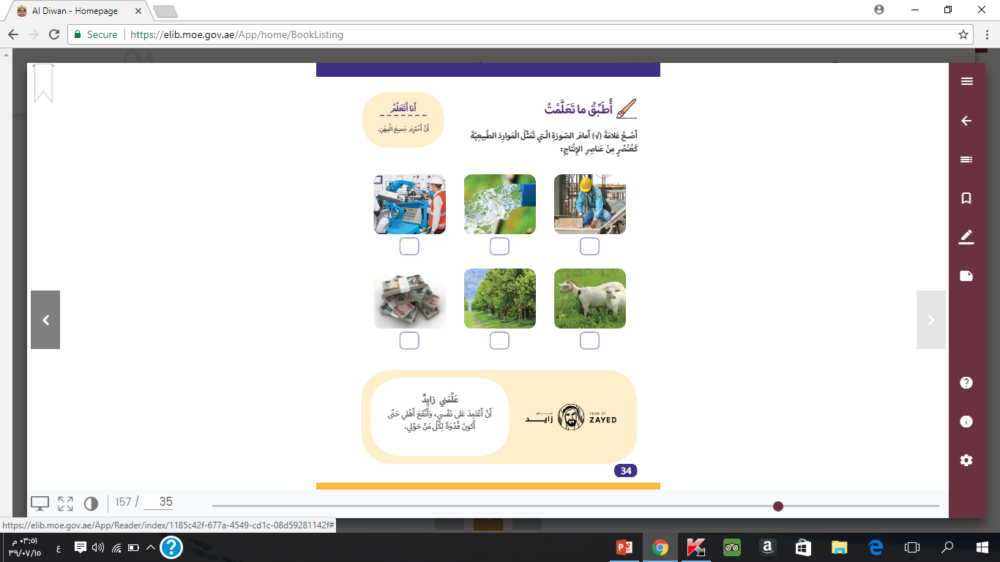 Al Diwan - Homepage
Secure
https://elib.moe.gov.ae/App/home/BookListing
أُطَبِّقُ ما تَعَلَّمْتُ
أَنا أَتَعَلَّمُ
أَنْ أَحْتَرِمَ جَميعَ الْمِهَنِ.
أَضَعُ عَلامَةَ (√) أَمامَ الصّورَةِ الَّتي تُمَثِّلُ الْمَوارِدَ الطَّبيعِيَّةَ
كَعُنْصُرٍ مِنْ عَناصِرِ الإِنْتاجِ:
عَلَّمَني زايِدٌ
أَنْ أَعْتَمِدَ عَلى نَفْسي، وَأَنْفَعَ أَهْلي حَتّى
أَكونَ قُدْوَةً لِكُلِّ مَنْ حَوْلي.
عام
زايد
YEAR OF
ZAYED
34
157 / 35
https://elib.moe.gov.ae/App/Reader/index/1185c42f-677a-4549-cd1c-08d59281142f#
٠٣:٥١ م
٣٩/٠٧/١٥
ع